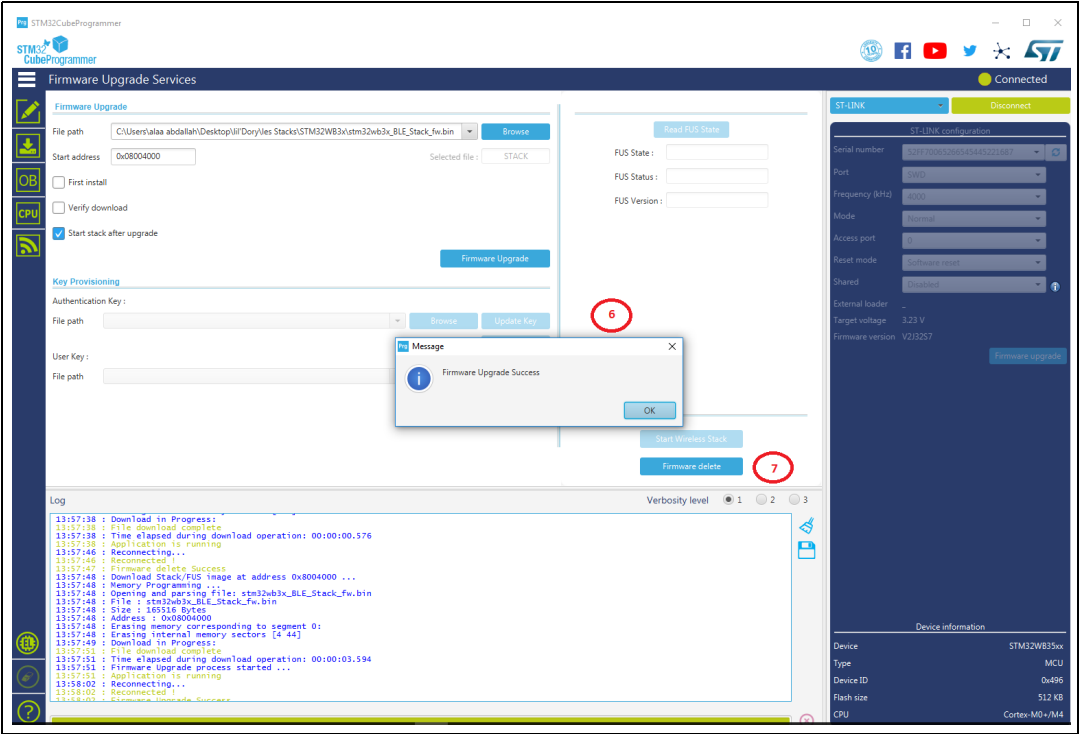 Prg STM32CubeProgrammer
STM32
CubeProgrammer
Firmware Upgrade Services
Connected
Firmware Upgrade
File path C:\Users\alaa abdallah\Desktop\lil'Dory\les Stacks\STM32WB3x\stmwb3x_BLE_Stack_fw.bin Browse
Start address 0x08004000 Selected file : STACK
First install
Verify download
Start stack after upgrade
Firmware Upgrade
Key Provisioning
Authentication Key :
File path Browse Update Key
User Key :
File path
Read FUS State
FUS State :
FUS Status :
FUS Version :
6
Prg Message
Firmware Upgrade Success
OK
Start Wireless Stack
Firmware delete
7
ST-LINK Disconnect
ST-LINK configuration
Serial number 52FF70065266545445221687
Port SWD
Frequency (kHz) 4000
Mode Normal
Access port 0
Reset mode Software reset
Shared Disabled
External loader _
Target voltage 3.23 V
Firmware version V2J32S7
Firmware upgrade
OB
CPU
Log Verbosity level 1 2 3
13:57:38 : Download in Progress:
13:57:38 : File download complete
13:57:38 : Time elapsed during download operation: 00:00:00.576
13:57:38 : Application is running
13:57:46 : Reconnecting...
13:57:46 : Reconnected !
13:57:47 : Firmware delete Success
13:57:48 : Download Stack/FUS image at address 0x8004000 ...
13:57:48 : Memory Programming ...
13:57:48 : Opening and parsing file: stm32wb3x_BLE_Stack_fw.bin
13:57:48 : File : stm32wb3x_BLE_Stack_fw.bin
13:57:48 : Size : 165516 Bytes
13:57:48 : Address : 0x08004000
13:57:48 : Erasing memory corresponding to segment 0:
13:57:48 : Erasing internal memory sectors [4 44]
13:57:49 : Download in Progress:
13:57:51 : File download complete
13:57:51 : Time elapsed during download operation: 00:00:03.594
13:57:51 : Firmware Upgrade process started ...
13:57:51 : Application is running
13:58:02 : Reconnecting...
13:58:02 : Reconnected !
13:58:02 : Firmware Upgrade Success
Device information
Device STM32WB35xx
Type MCU
Device ID 0x496
Flash size 512 KB
CPU Cortex-M0+/M4